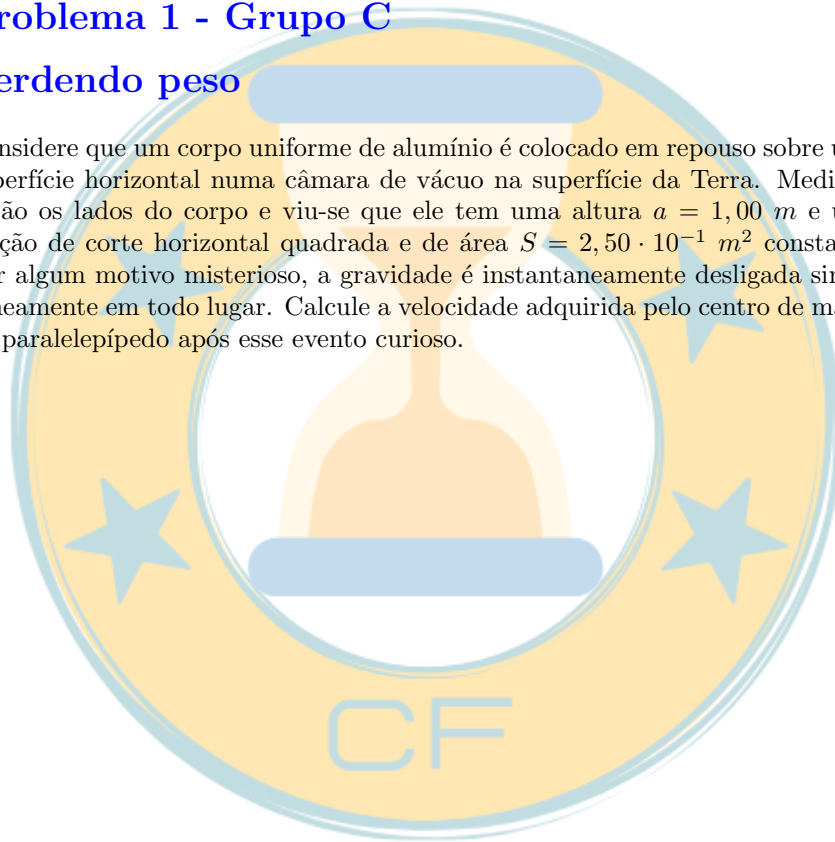 roblema 1 - Grupo C
erdendo peso
nsidere que um corpo uniforme de alumínio é colocado em repouso sobre u
perfície horizontal numa câmara de vácuo na superfície da Terra. Medi
ão os lados do corpo e viu-se que ele tem uma altura a = 1,00 m e u
ção de corte horizontal quadrada e de área S = 2,50 · 10⁻¹ m² consta
r algum motivo misterioso, a gravidade é instantaneamente desligada sin
neamente em todo lugar. Calcule a velocidade adquirida pelo centro de ma
paralelepípedo após esse evento curioso.
CF